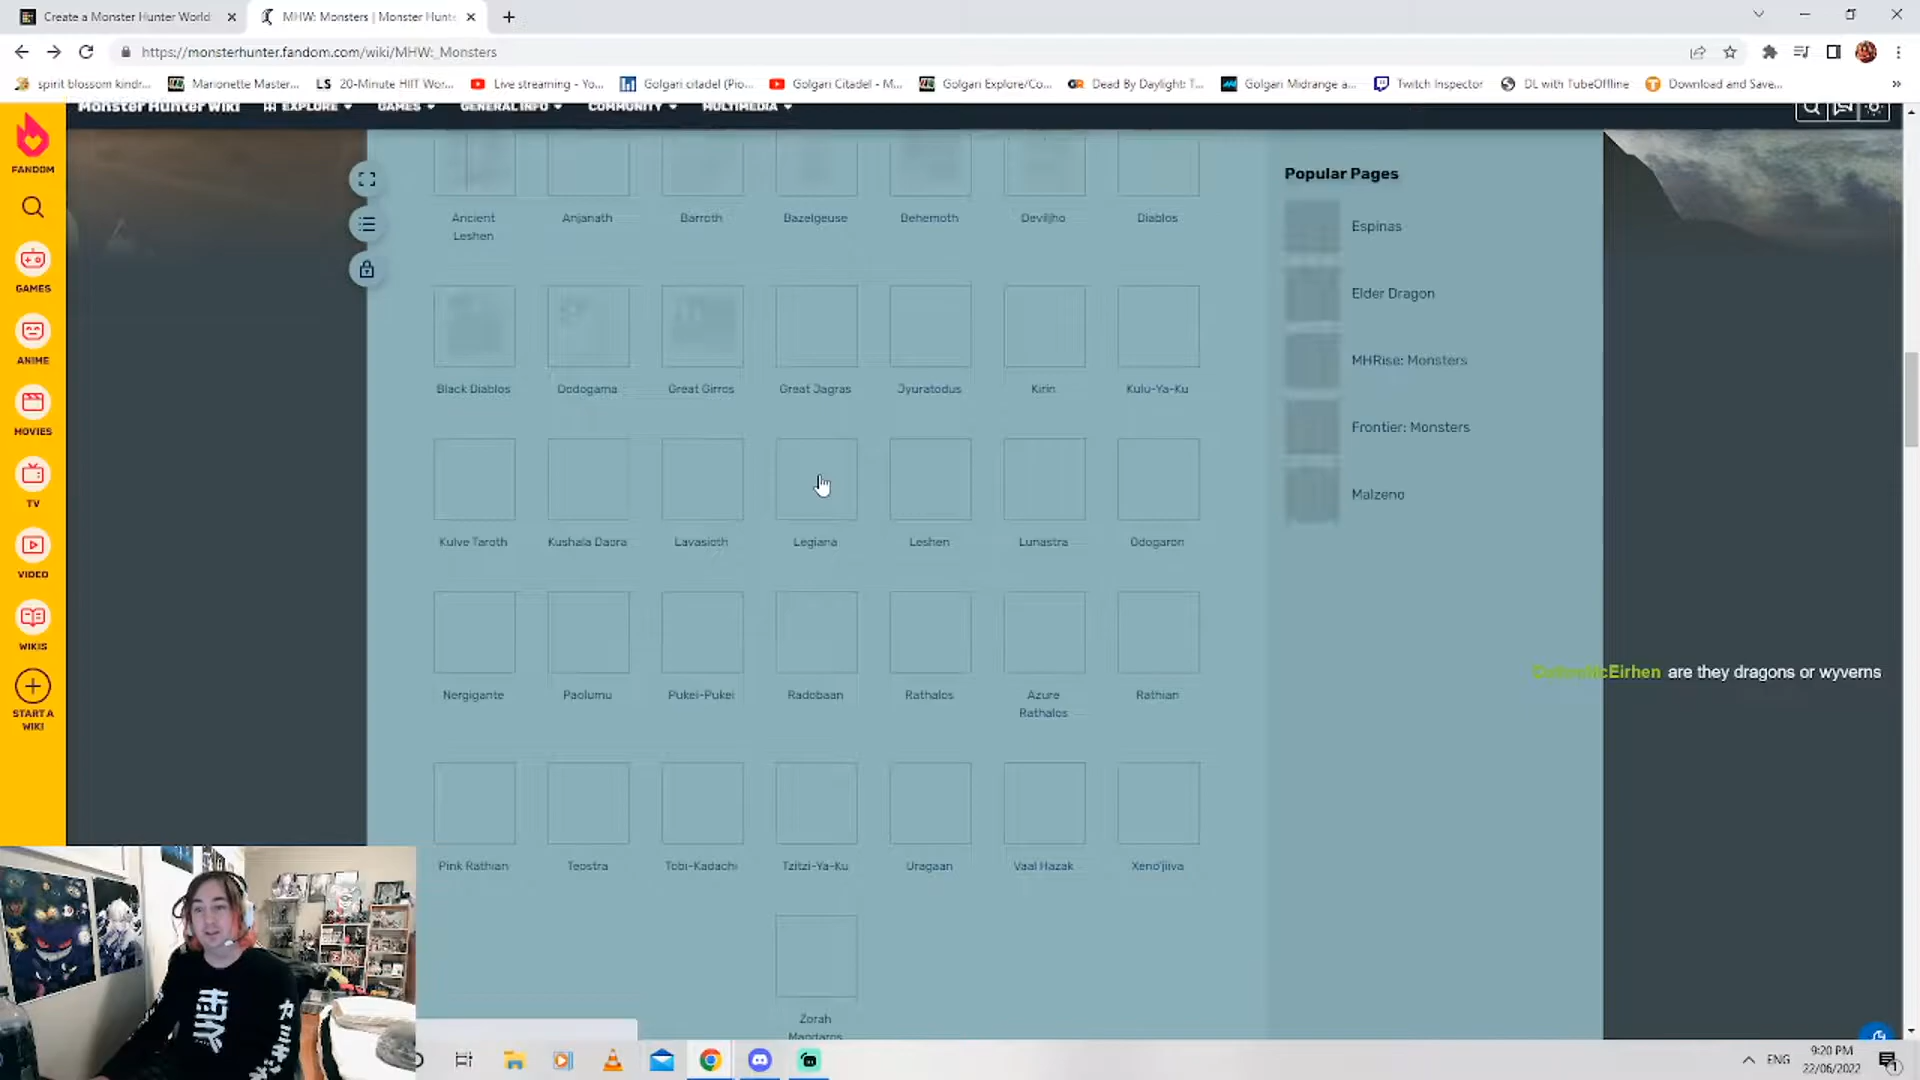 Create a Monster Hunter World
MHW: Monsters | Monster Hunt
https://monsterhunter.fandom.com/wiki/MHW:_Monsters
spirit blossom kindr...
Marionette Master...
LS 20-Minute HIIT Wor...
Live streaming - Yo...
Golgari citadel (Pio...
Golgari Citadel - M...
Golgari Explore/Co...
Dead By Daylight: T...
Golgari Midrange a...
Twitch Inspector
DL with TubeOffline
Download and Save...
Monster Hunter Wiki
EXPLORE
GAMES
GENERAL INFO
COMMUNITY
MULTIMEDIA
FANDOM
GAMES
ANIME
MOVIES
TV
VIDEO
WIKIS
START A
WIKI
Ancient
Leshen
Anjanath
Barroth
Bazelgeuse
Behemoth
Deviljho
Diablos
Black Diablos
Dodogama
Great Girros
Great Jagras
Jyuratodus
Kirin
Kulu-Ya-Ku
Kulve Taroth
Kushala Daora
Lavasioth
Legiana
Leshen
Lunastra
Odogaron
Nergigante
Paolumu
Pukei-Pukei
Radobaan
Rathalos
Azure
Rathalos
Rathian
Pink Rathian
Teostra
Tobi-Kadachi
Tzitzi-Ya-Ku
Uragaan
Vaal Hazak
Xeno'jiiva
Zorah
Magdaros
Popular Pages
Espinas
Elder Dragon
MHRise: Monsters
Frontier: Monsters
Malzeno
are they dragons or wyverns
ENG
9:20 PM
22/06/2022